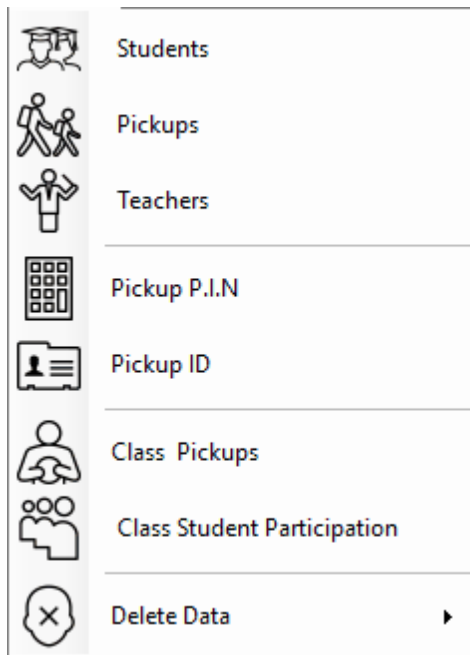 Students
Pickups
Teachers
Pickup P.I.N
Pickup ID
Class Pickups
Class Student Participation
Delete Data